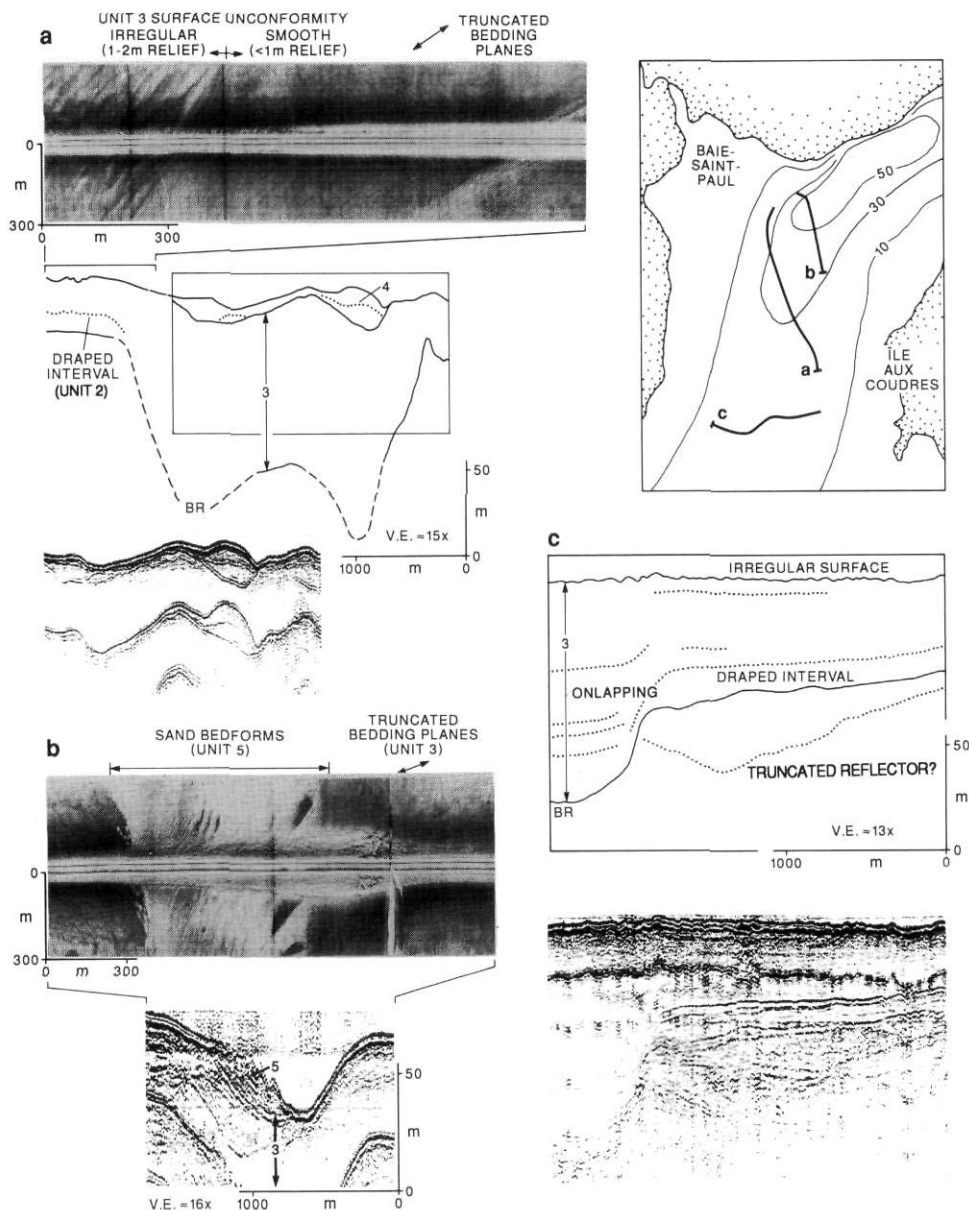 a
UNIT 3 SURFACE UNCONFORMITY
IRREGULAR
(1-2m RELIEF)
SMOOTH
(<1m RELIEF)
TRUNCATED
BEDDING
PLANES
0
m
300
0
m
300
DRAPED
INTERVAL
(UNIT 2)
4
3
BR
50
m
0
V.E. ≈15x
1000
m
0
BAIE-
SAINT-
PAUL
50
30
10
b
a
c
ÎLE
AUX
COUDRES
b
SAND BEDFORMS
(UNIT 5)
TRUNCATED
BEDDING PLANES
(UNIT 3)
0
m
300
0
m
300
5
3
50
m
0
V.E. ≈16x
1000
m
0
c
IRREGULAR SURFACE
3
ONLAPPING
DRAPED INTERVAL
TRUNCATED REFLECTOR?
BR
50
m
0
V.E. ≈13x
1000
m
0